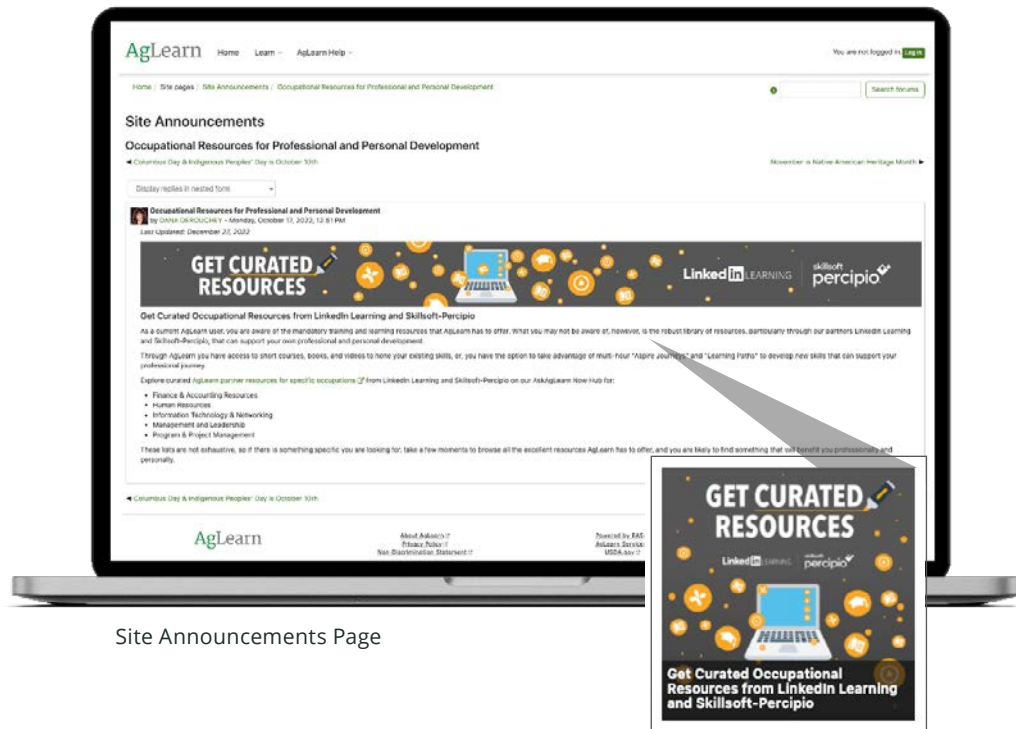 AgLearn Home Learn AgLearn Help
You are not logged in. Log in
Home / Site pages / Site Announcements / Occupational Resources for Professional and Personal Development
Search forums
Site Announcements
Occupational Resources for Professional and Personal Development
◄ Columbus Day & Indigenous Peoples' Day is October 10th
November is Native American Heritage Month ►
Display replies in nested form
Occupational Resources for Professional and Personal Development
by DANA DEROUCHEY - Monday, October 17, 2022, 12:51 PM
Last Updated: December 27, 2022
GET CURATED
RESOURCES
Linked in LEARNING
skillsoft
percipio
Get Curated Occupational Resources from LinkedIn Learning and Skillsoft-Percipio
As a current AgLearn user, you are aware of the mandatory training and learning resources that AgLearn has to offer. What you may not be aware of, however, is the robust library of resources, particularly through our partners LinkedIn Learning
and Skillsoft-Percipio, that can support your own professional and personal development.
Through AgLearn you have access to short courses, books, and videos to hone your existing skills, or, you have the option to take advantage of multi-hour "Aspire Journeys" and "Learning Paths" to develop new skills that can support your
professional journey.
Explore curated AgLearn partner resources for specific occupations from LinkedIn Learning and Skillsoft-Percipio on our AskAgLearn Now Hub for:
• Finance & Accounting Resources
• Human Resources
• Information Technology & Networking
• Management and Leadership
• Program & Project Management
These lists are not exhaustive, so if there is something specific you are looking for, take a few moments to browse all the excellent resources AgLearn has to offer, and you are likely to find something that will benefit you professionally and
personally.
◄ Columbus Day & Indigenous Peoples' Day is October 10th
AgLearn
About AgLearn
Privacy Policy
Non-Discrimination Statement
Powered by
AgLearn Service
USDA.gov
GET CURATED
RESOURCES
Linked in LEARNING
skillsoft
percipio
Get Curated Occupational
Resources from LinkedIn Learning
and Skillsoft-Percipio
Site Announcements Page